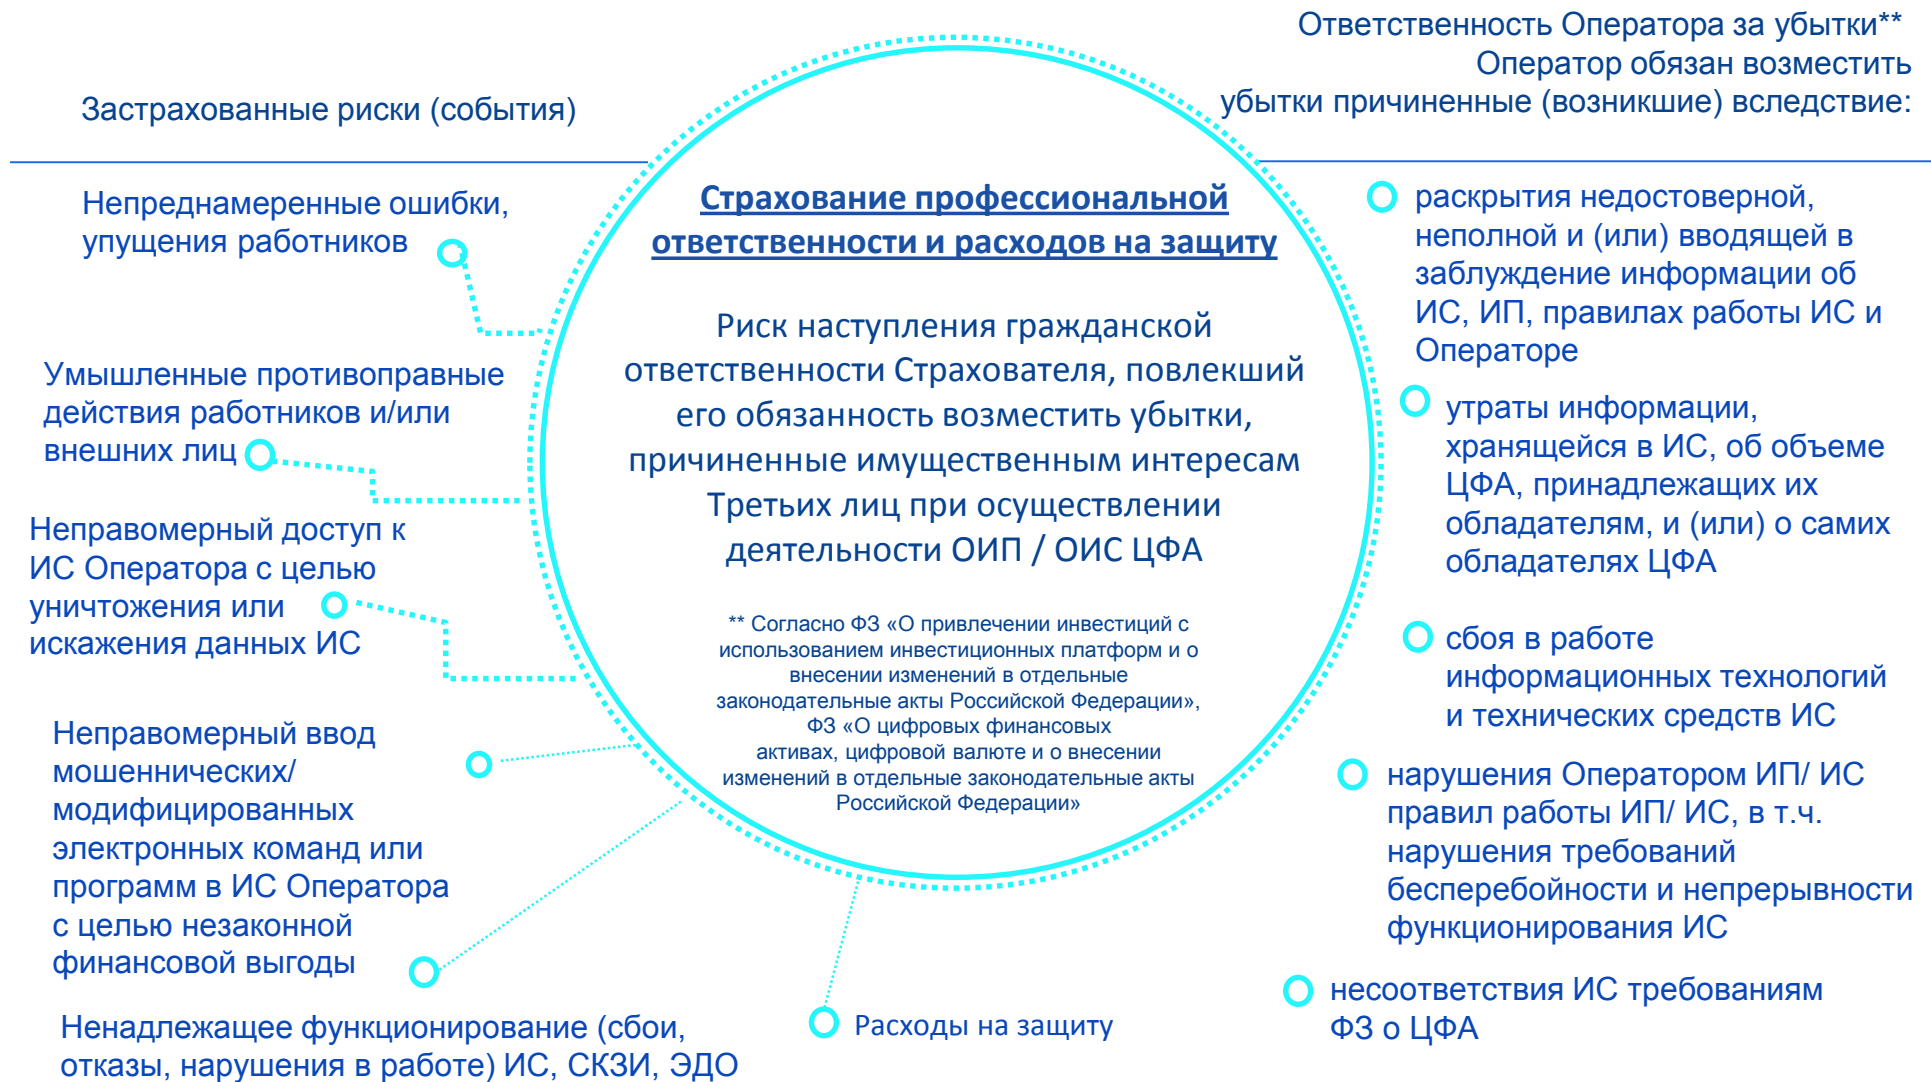 Застрахованные риски (события)
Непреднамеренные ошибки,
упущения работников
Умышленные противоправные
действия работников и/или
внешних лиц
Неправомерный доступ к
ИС Оператора с целью
уничтожения или
искажения данных ИС
Неправомерный ввод
мошеннических/
модифицированных
электронных команд или
программ в ИС Оператора
с целью незаконной
финансовой выгоды
Ненадлежащее функционирование (сбои,
отказы, нарушения в работе) ИС, СКЗИ, ЭДО
Страхование профессиональной
ответственности и расходов на защиту
Риск наступления гражданской
ответственности Страхователя, повлекший
его обязанность возместить убытки,
причиненные имущественным интересам
Третьих лиц при осуществлении
деятельности ОИП / ОИС ЦФА
** Согласно ФЗ «О привлечении инвестиций с
использованием инвестиционных платформ и о
внесении изменений в отдельные
законодательные акты Российской Федерации»,
ФЗ «О цифровых финансовых
активах, цифровой валюте и о внесении
изменений в отдельные законодательные акты
Российской Федерации»
Расходы на защиту
Ответственность Оператора за убытки**
Оператор обязан возместить
убытки причиненные (возникшие) вследствие:
раскрытия недостоверной,
неполной и (или) вводящей в
заблуждение информации об
ИС, ИП, правилах работы ИС и
Операторе
утраты информации,
хранящейся в ИС, об объеме
ЦФА, принадлежащих их
обладателям, и (или) о самих
обладателях ЦФА
сбоя в работе
информационных технологий
и технических средств ИС
нарушения Оператором ИП/ ИС
правил работы ИП/ ИС, в т.ч.
нарушения требований
бесперебойности и непрерывности
функционирования ИС
несоответствия ИС требованиям
ФЗ о ЦФА